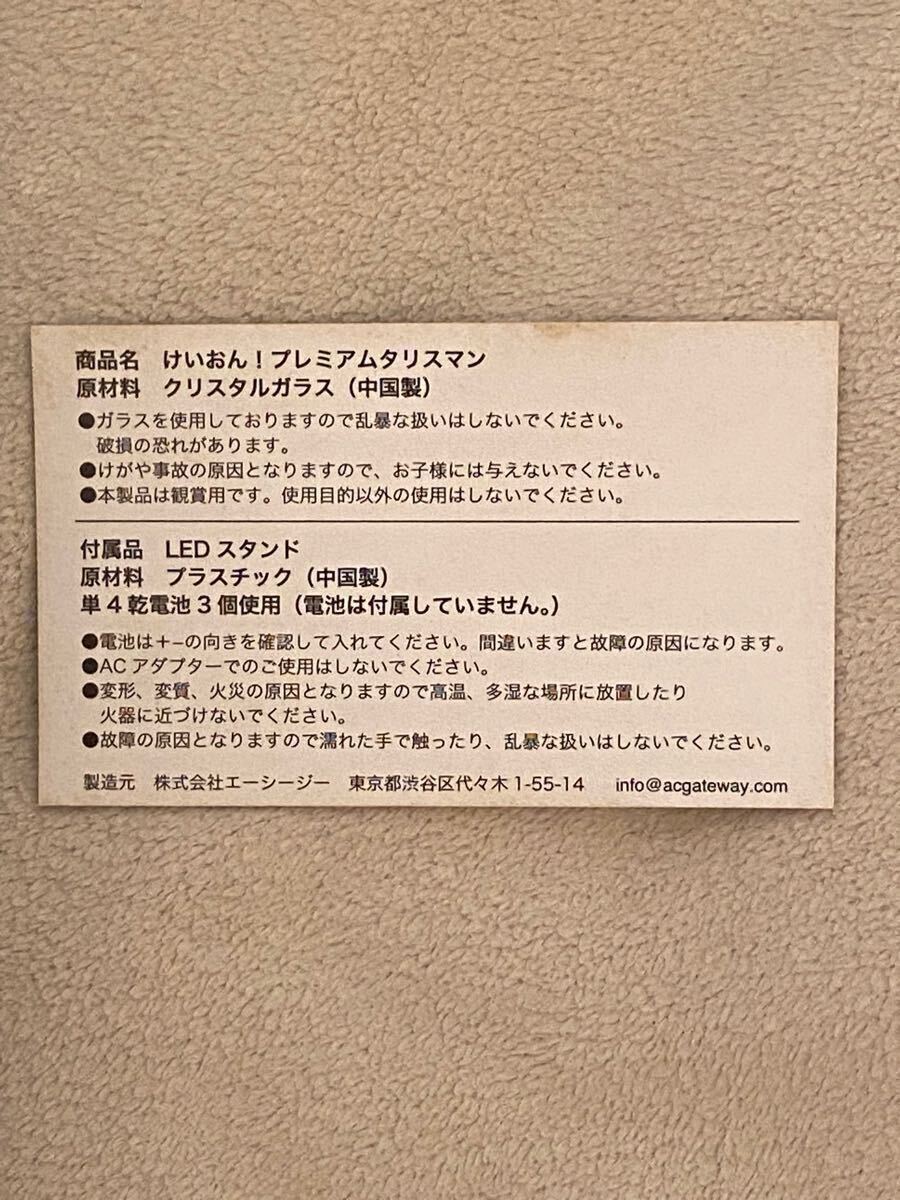 商品名 けいおん！プレミアムタリスマン
原材料 クリスタルガラス（中国製）
●ガラスを使用しておりますので乱暴な扱いはしないでください。
破損の恐れがあります。
●けがや事故の原因となりますので、お子様には与えないでください。
●本製品は観賞用です。使用目的以外の使用はしないでください。
付属品 LED スタンド
原材料 プラスチック（中国製）
単４乾電池３個使用（電池は付属していません。）
●電池は＋−の向きを確認して入れてください。間違いますと故障の原因になります。
●AC アダプターでのご使用はしないでください。
●変形、変質、火災の原因となりますので高温、多湿な場所に放置したり
火器に近づけないでください。
●故障の原因となりますので濡れた手で触ったり、乱暴な扱いはしないでください。
製造元 株式会社エーシージー 東京都渋谷区代々木 1-55-14 info@acgateway.com